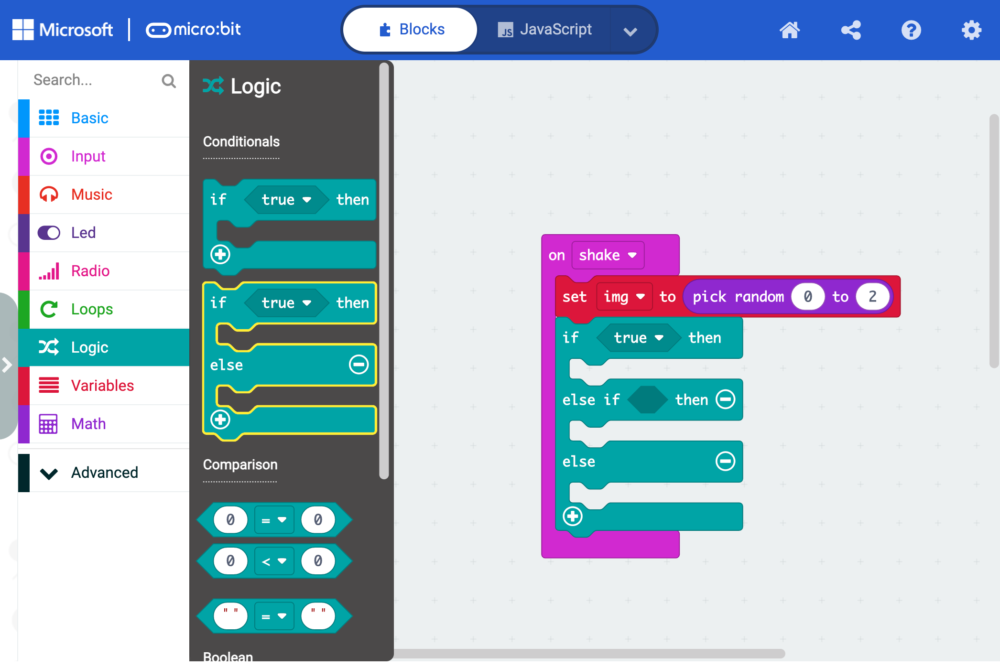 Microsoft micro:bit Blocks JS JavaScript ?
Search...
Basic
Input
Music
Led
Radio
Loops
Logic
Variables
Math
Advanced
Logic
Conditionals
if true then
if true then
else
Comparison
0 = 0
0 < 0
" " = " "
Boolean
on shake
set img to pick random 0 to 2
if true then
else if then
else